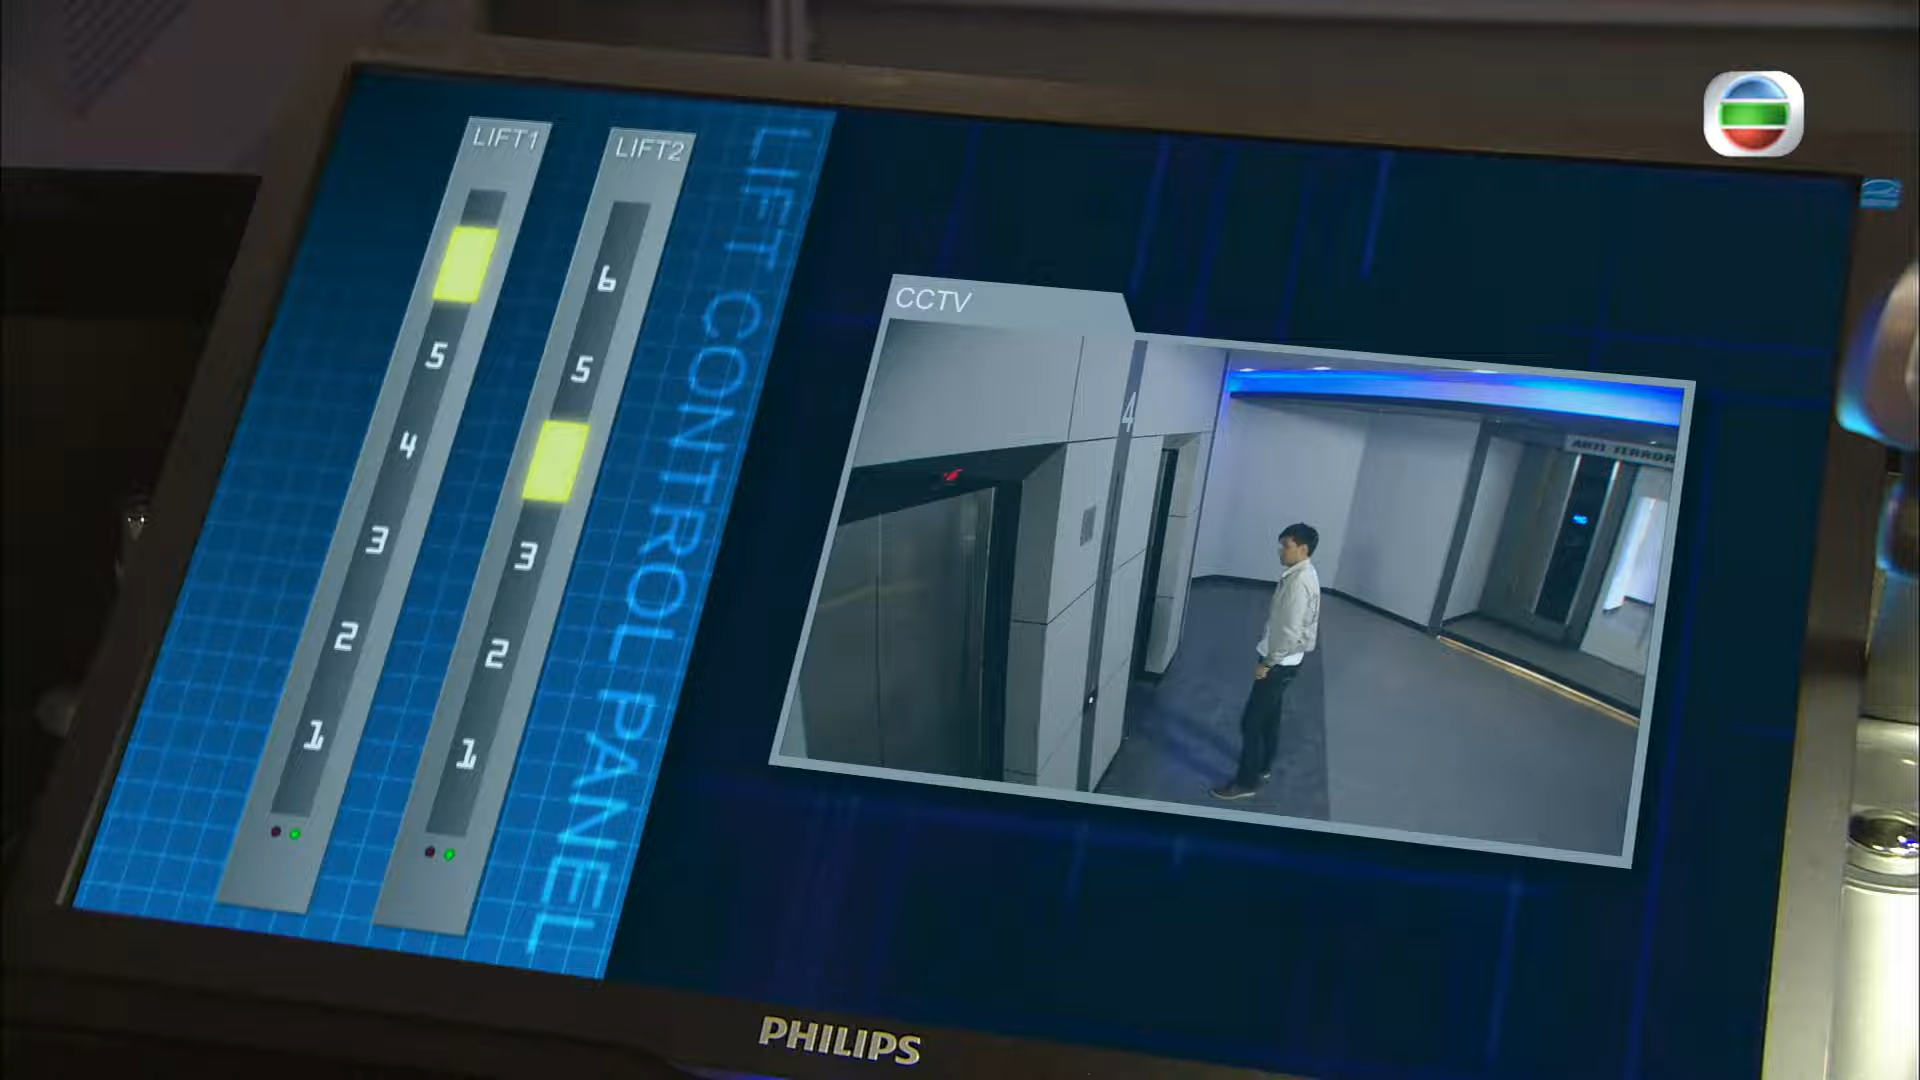 LIFT1
5
4
3
2
1
LIFT2
6
5
3
2
1
LIFT CONTROL PANEL
CCTV
4
ANTI TERROR
PHILIPS